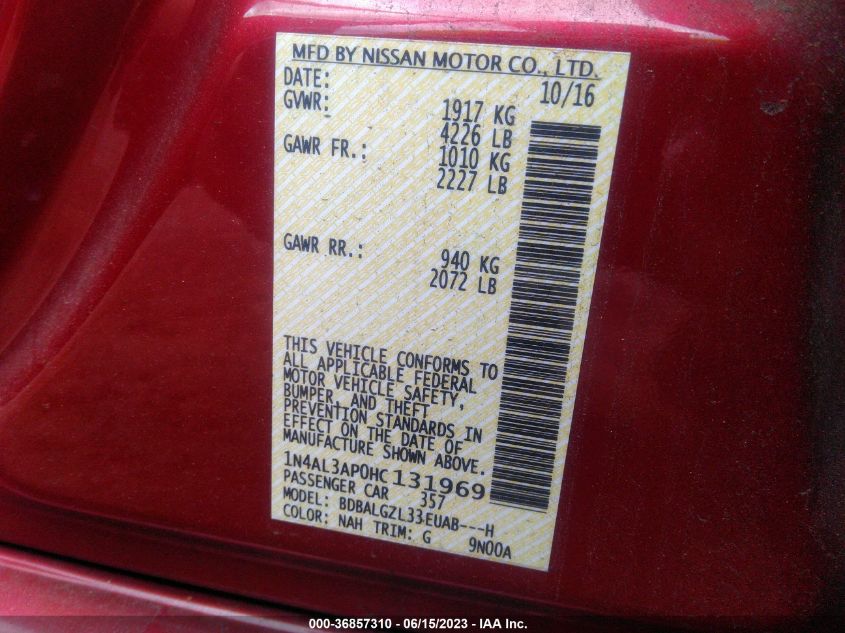 MFD BY NISSAN MOTOR CO., LTD.
DATE: 10/16
GVWR: 1917 KG
4226 LB
GAWR FR.: 1010 KG
2227 LB
GAWR RR.: 940 KG
2072 LB
THIS VEHICLE CONFORMS TO
ALL APPLICABLE FEDERAL
MOTOR VEHICLE SAFETY,
BUMPER, AND THEFT
PREVENTION STANDARDS IN
EFFECT ON THE DATE OF
MANUFACTURE SHOWN ABOVE.
1N4AL3AP0HC131969
PASSENGER CAR 357
MODEL: BDBALGZL33EUAB---H
COLOR: NAH TRIM: G 9N00A
000-36857310 - 06/15/2023 - IAA Inc.